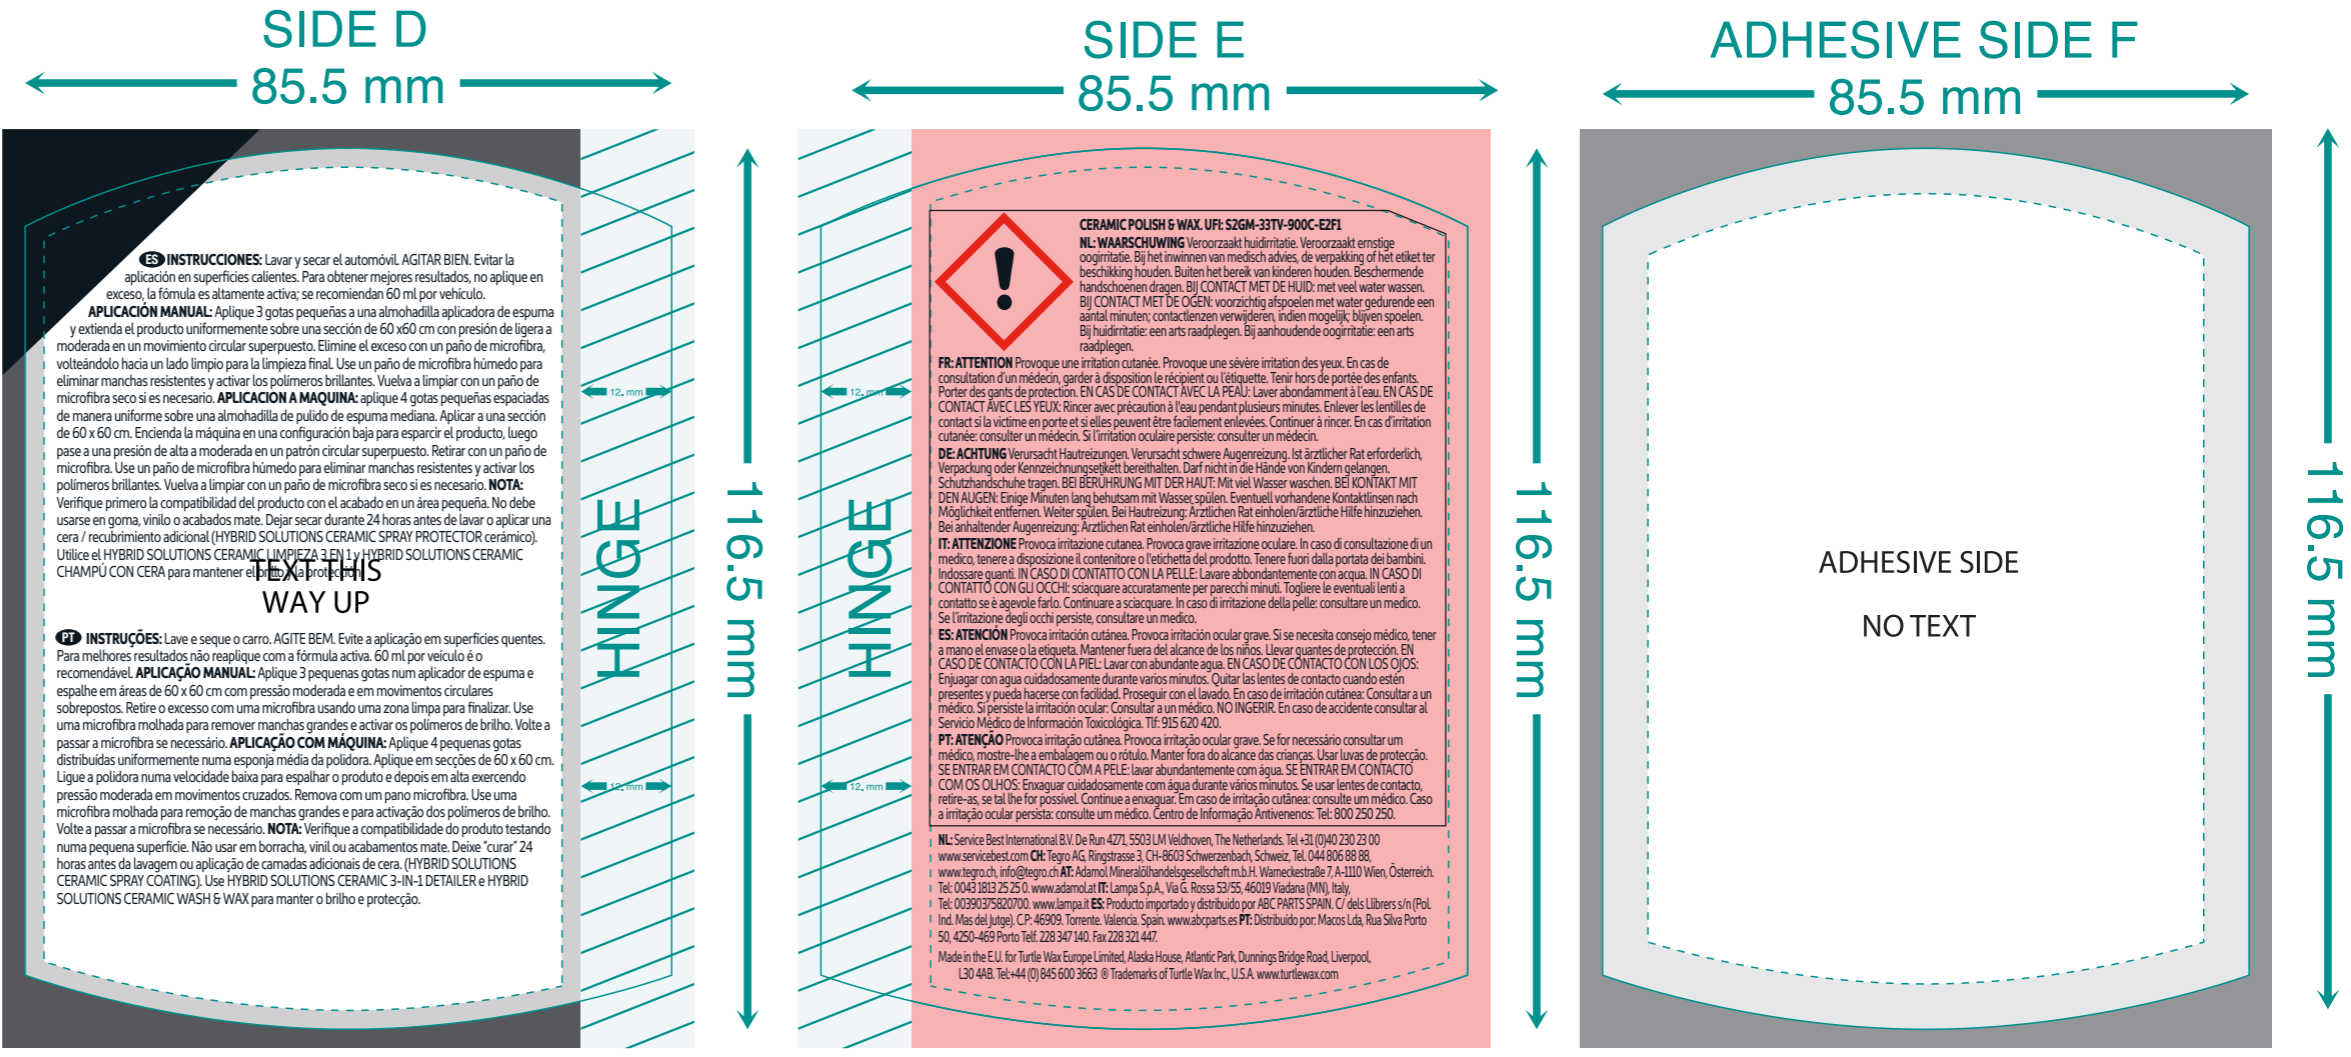 SIDE D
85.5 mm
ES INSTRUCCIONES: Lavar y secar el automóvil. AGITAR BIEN. Evitar la
aplicación en superficies calientes. Para obtener mejores resultados, no aplique en
exceso, la fómula es altamente activa; se recomiendan 60 ml por vehículo.
APLICACIÓN MANUAL: Aplique 3 gotas pequeñas a una almohadilla aplicadora de espuma
y extienda el producto uniformemente sobre una sección de 60 x60 cm con presión de ligera a
moderada en un movimiento circular superpuesto. Elimine el exceso con un paño de microfibra,
volteándolo hacia un lado limpio para la limpieza final. Use un paño de microfibra húmedo para
eliminar manchas resistentes y activar los polímeros brillantes. Vuelva a limpiar con un paño de
microfibra seco si es necesario. APLICACION A MAQUINA: aplique 4 gotas pequeñas espaciadas
de manera uniforme sobre una almohadilla de pulido de espuma mediana. Aplicar a una sección
de 60 x 60 cm. Encienda la máquina en una configuración baja para esparcir el producto, luego
pase a una presión de alta a moderada en un patrón circular superpuesto. Retirar con un paño de
microfibra. Use un paño de microfibra húmedo para eliminar manchas resistentes y activar los
polímeros brillantes. Vuelva a limpiar con un paño de microfibra seco si es necesario. NOTA:
Verifique primero la compatibilidad del producto con el acabado en un área pequeña. No debe
usarse en goma, vinilo o acabados mate. Dejar secar durante 24 horas antes de lavar o aplicar una
cera / recubrimiento adicional (HYBRID SOLUTIONS CERAMIC SPRAY PROTECTOR cerámico).
Utilice el HYBRID SOLUTIONS CERAMIC LIMPIEZA 3 EN 1 y HYBRID SOLUTIONS CERAMIC
CHAMPÚ CON CERA para mantener el brillo y la protección.
TEXT THIS
WAY UP
PT INSTRUÇÕES: Lave e seque o carro. AGITE BEM. Evite a aplicação em superfícies quentes.
Para melhores resultados não reaplique com a fórmula activa. 60 ml por veículo é o
recomendável. APLICAÇÃO MANUAL: Aplique 3 pequenas gotas num aplicador de espuma e
espalhe em áreas de 60 x 60 cm com pressão moderada e em movimentos circulares
sobrepostos. Retire o excesso com uma microfibra usando uma zona limpa para finalizar. Use
uma microfibra molhada para remover manchas grandes e activar os polímeros de brilho. Volte a
passar a microfibra se necessário. APLICAÇÃO COM MÁQUINA: Aplique 4 pequenas gotas
distribuídas uniformemente numa esponja média da polidora. Aplique em secções de 60 x 60 cm.
Ligue a polidora numa velocidade baixa para espalhar o produto e depois em alta exercendo
pressão moderada em movimentos cruzados. Remova com um pano microfibra. Use uma
microfibra molhada para remoção de manchas grandes e para activação dos polímeros de brilho.
Volte a passar a microfibra se necessário. NOTA: Verifique a compatibilidade do produto testando
numa pequena superfície. Não usar em borracha, vinil ou acabamentos mate. Deixe “curar” 24
horas antes da lavagem ou aplicação de camadas adicionais de cera. (HYBRID SOLUTIONS
CERAMIC SPRAY COATING). Use HYBRID SOLUTIONS CERAMIC 3-IN-1 DETAILER e HYBRID
SOLUTIONS CERAMIC WASH & WAX para manter o brilho e protecção.
12. mm
HINGE
12. mm
116.5 mm
SIDE E
85.5 mm
12. mm
HINGE
12. mm
CERAMIC POLISH & WAX. UFI: S2GM-33TV-900C-E2F1
NL: WAARSCHUWING Veroorzaakt huidirritatie. Veroorzaakt ernstige
oogirritatie. Bij het inwinnen van medisch advies, de verpakking of het etiket ter
beschikking houden. Buiten het bereik van kinderen houden. Beschermende
handschoenen dragen. BIJ CONTACT MET DE HUID: met veel water wassen.
BIJ CONTACT MET DE OGEN: voorzichtig afspoelen met water gedurende een
aantal minuten; contactlenzen verwijderen, indien mogelijk; blijven spoelen.
Bij huidirritatie: een arts raadplegen. Bij aanhoudende oogirritatie: een arts
raadplegen.
FR: ATTENTION Provoque une irritation cutanée. Provoque une sévère irritation des yeux. En cas de
consultation d'un médecin, garder à disposition le récipient ou l'étiquette. Tenir hors de portée des enfants.
Porter des gants de protection. EN CAS DE CONTACT AVEC LA PEAU: Laver abondamment à l'eau. EN CAS DE
CONTACT AVEC LES YEUX: Rincer avec précaution à l'eau pendant plusieurs minutes. Enlever les lentilles de
contact si la victime en porte et si elles peuvent être facilement enlevées. Continuer à rincer. En cas d'irritation
cutanée: consulter un médecin. Si l'irritation oculaire persiste: consulter un médecin.
DE: ACHTUNG Verursacht Hautreizungen. Verursacht schwere Augenreizung. Ist ärztlicher Rat erforderlich,
Verpackung oder Kennzeichnungsetikett bereithalten. Darf nicht in die Hände von Kindern gelangen.
Schutzhandschuhe tragen. BEI BERÜHRUNG MIT DER HAUT: Mit viel Wasser waschen. BEI KONTAKT MIT
DEN AUGEN: Einige Minuten lang behutsam mit Wasser spülen. Eventuell vorhandene Kontaktlinsen nach
Möglichkeit entfernen. Weiter spülen. Bei Hautreizung: Ärztlichen Rat einholen/ärztliche Hilfe hinzuziehen.
Bei anhaltender Augenreizung: Ärztlichen Rat einholen/ärztliche Hilfe hinzuziehen.
IT: ATTENZIONE Provoca irritazione cutanea. Provoca grave irritazione oculare. In caso di consultazione di un
medico, tenere a disposizione il contenitore o l'etichetta del prodotto. Tenere fuori dalla portata dei bambini.
Indossare guanti. IN CASO DI CONTATTO CON LA PELLE: Lavare abbondantemente con acqua. IN CASO DI
CONTATTO CON GLI OCCHI: sciacquare accuratamente per parecchi minuti. Togliere le eventuali lenti a
contatto se è agevole farlo. Continuare a sciacquare. In caso di irritazione della pelle: consultare un medico.
Se l'irritazione degli occhi persiste, consultare un medico.
ES: ATENCIÓN Provoca irritación cutánea. Provoca irritación ocular grave. Si se necesita consejo médico, tener
a mano el envase o la etiqueta. Mantener fuera del alcance de los niños. Llevar guantes de protección. EN
CASO DE CONTACTO CON LA PIEL: Lavar con abundante agua. EN CASO DE CONTACTO CON LOS OJOS:
Enjuagar con agua cuidadosamente durante varios minutos. Quitar las lentes de contacto cuando estén
presentes y pueda hacerse con facilidad. Proseguir con el lavado. En caso de irritación cutánea: Consultar a un
médico. Si persiste la irritación ocular: Consultar a un médico. NO INGERIR. En caso de accidente consultar al
Servicio Médico de Información Toxicológica. Tlf: 915 620 420.
PT: ATENÇÃO Provoca irritação cutânea. Provoca irritação ocular grave. Se for necessário consultar um
médico, mostre-lhe a embalagem ou o rótulo. Manter fora do alcance das crianças. Usar luvas de protecção.
SE ENTRAR EM CONTACTO COM A PELE: lavar abundantemente com água. SE ENTRAR EM CONTACTO
COM OS OLHOS: Enxaguar cuidadosamente com água durante vários minutos. Se usar lentes de contacto,
retire-as, se tal lhe for possível. Continue a enxaguar. Em caso de irritação cutânea: consulte um médico. Caso
a irritação ocular persista: consulte um médico. Centro de Informação Antivenenos: Tel: 800 250 250.
NL: Service Best International B.V. De Run 4271, 5503 LM Veldhoven, The Netherlands. Tel +31 (0)40 230 23 00
www.servicebest.com CH: Tegro AG, Ringstrasse 3, CH-8603 Schwerzenbach, Schweiz, Tel. 044 806 88 88,
www.tegro.ch, info@tegro.ch AT: Adamol Mineralölhandelsgesellschaft m.b.H. Warneckestraße 7, A-1110 Wien, Österreich.
Tel: 0043 1813 25 25 0. www.adamol.at IT: Lampa S.p.A., Via G. Rossa 53/55, 46019 Viadana (MN), Italy,
Tel: 00390375820700. www.lampa.it ES: Producto importado y distribuido por ABC PARTS SPAIN. C/ dels Llibrers s/n (Pol.
Ind. Mas del Jutge). C.P: 46909. Torrente. Valencia. Spain. www.abcparts.es PT: Distribuído por: Macos Lda, Rua Silva Porto
50, 4250-469 Porto Telf. 228 347 140. Fax 228 321 447.
Made in the E.U. for Turtle Wax Europe Limited, Alaska House, Atlantic Park, Dunnings Bridge Road, Liverpool,
L30 4AB. Tel:+44 (0) 845 600 3663 ® Trademarks of Turtle Wax Inc., U.S.A. www.turtlewax.com
116.5 mm
ADHESIVE SIDE F
85.5 mm
ADHESIVE SIDE
NO TEXT
116.5 mm